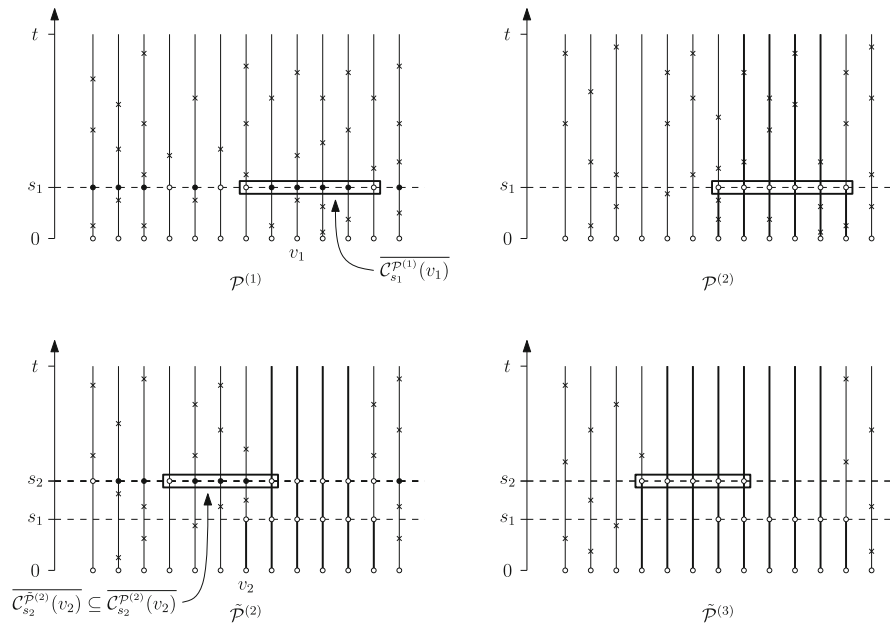 t
s₁
0
v₁
$\overline{\mathcal{C}_{s_1}^{\mathcal{P}^{(1)}}(v_1)}$
$\mathcal{P}^{(1)}$
t
s₁
0
$\mathcal{P}^{(2)}$
t
s₂
s₁
0
v₂
$\overline{\mathcal{C}_{s_2}^{\tilde{\mathcal{P}}^{(2)}}(v_2)} \subseteq \overline{\mathcal{C}_{s_2}^{\mathcal{P}^{(2)}}(v_2)}$
$\tilde{\mathcal{P}}^{(2)}$
t
s₂
s₁
0
$\tilde{\mathcal{P}}^{(3)}$